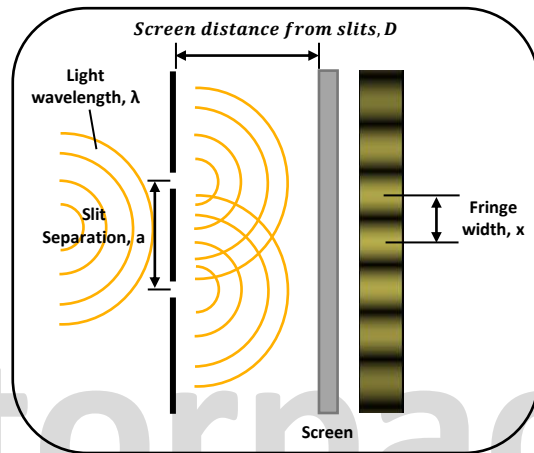 Screen distance from slits, D
Light
wavelength, λ
Slit
Separation, a
Fringe
width, x
Screen